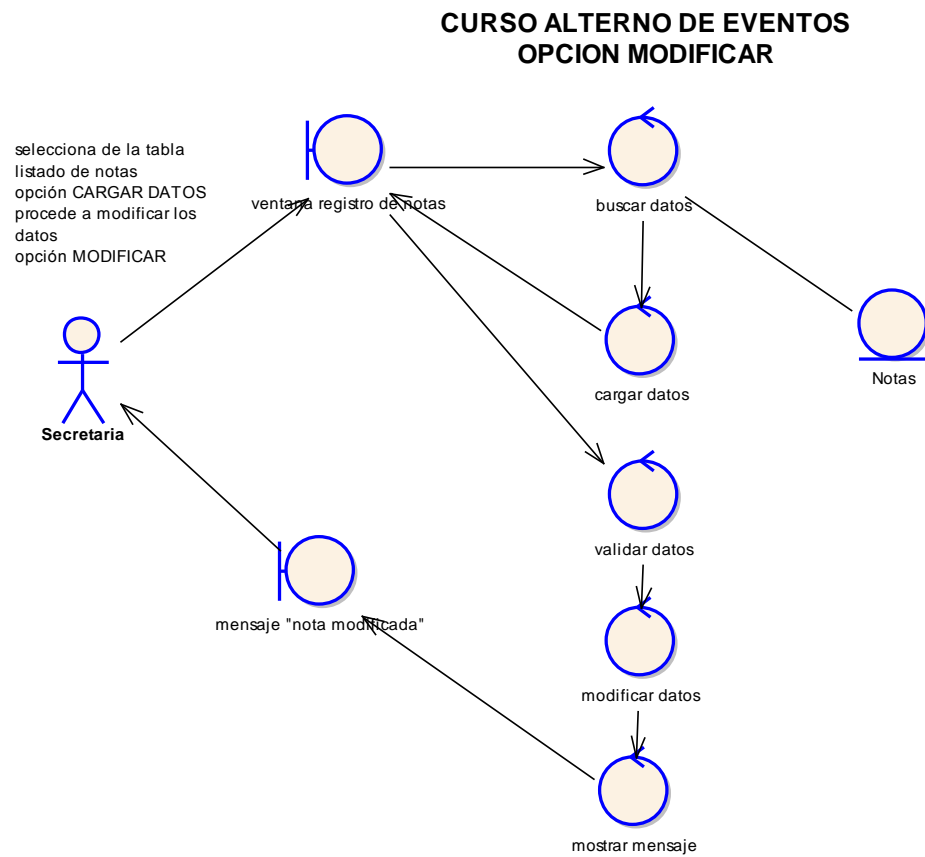 CURSO ALTERNO DE EVENTOS
OPCION MODIFICAR
selecciona de la tabla
listado de notas
opción CARGAR DATOS
procede a modificar los
datos
opción MODIFICAR
ventana registro de notas
buscar datos
Notas
cargar datos
Secretaria
validar datos
mensaje "nota modificada"
modificar datos
mostrar mensaje